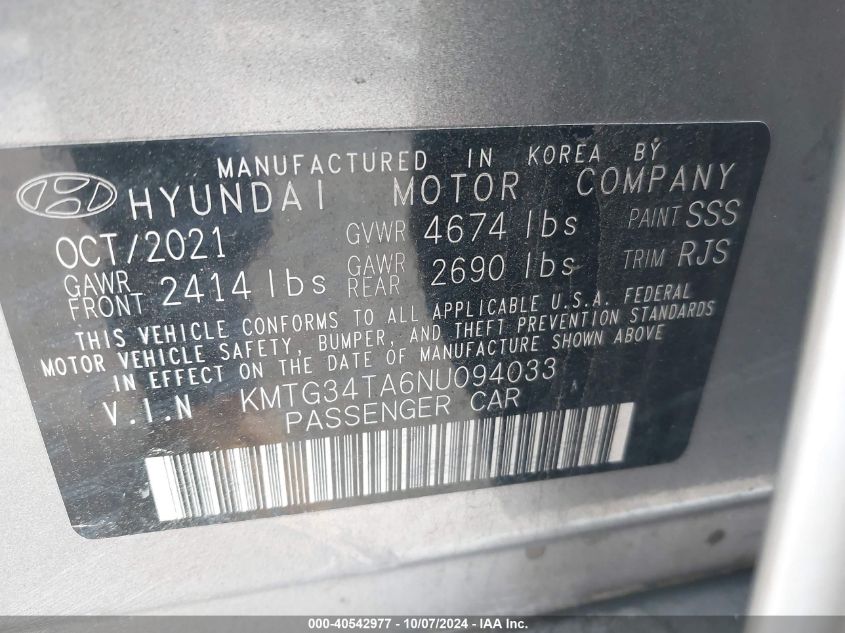 MANUFACTURED IN KOREA BY
HYUNDAI MOTOR COMPANY
OCT/2021 GVWR 4674 lbs PAINT SSS
GAWR FRONT 2414 lbs GAWR REAR 2690 lbs TRIM RJS
THIS VEHICLE CONFORMS TO ALL APPLICABLE U.S.A. FEDERAL
MOTOR VEHICLE SAFETY, BUMPER, AND THEFT PREVENTION STANDARDS
IN EFFECT ON THE DATE OF MANUFACTURE SHOWN ABOVE
V.I.N KMTG34TA6NU094033
PASSENGER CAR
000-40542977 - 10/07/2024 - IAA Inc.